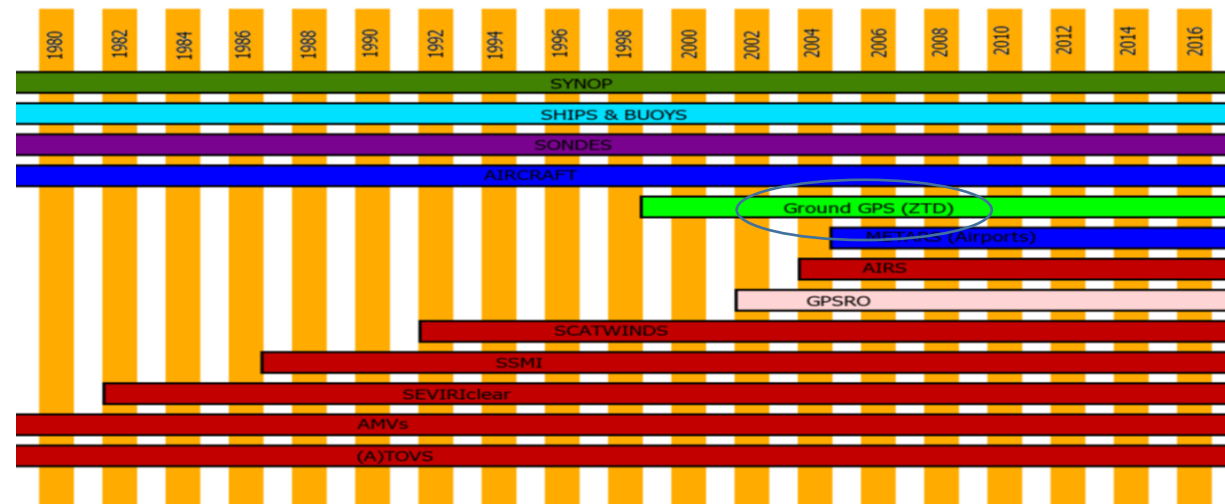 1980 1982 1984 1986 1988 1990 1992 1994 1996 1998 2000 2002 2004 2006 2008 2010 2012 2014 2016
SYNOP
SHIPS & BUOYS
SONDES
AIRCRAFT
Ground GPS (ZTD)
METARS (Airports)
AIRS
GPSRO
SCATWINDS
SSMI
SEVIRIclear
AMVs
(A)TOVS